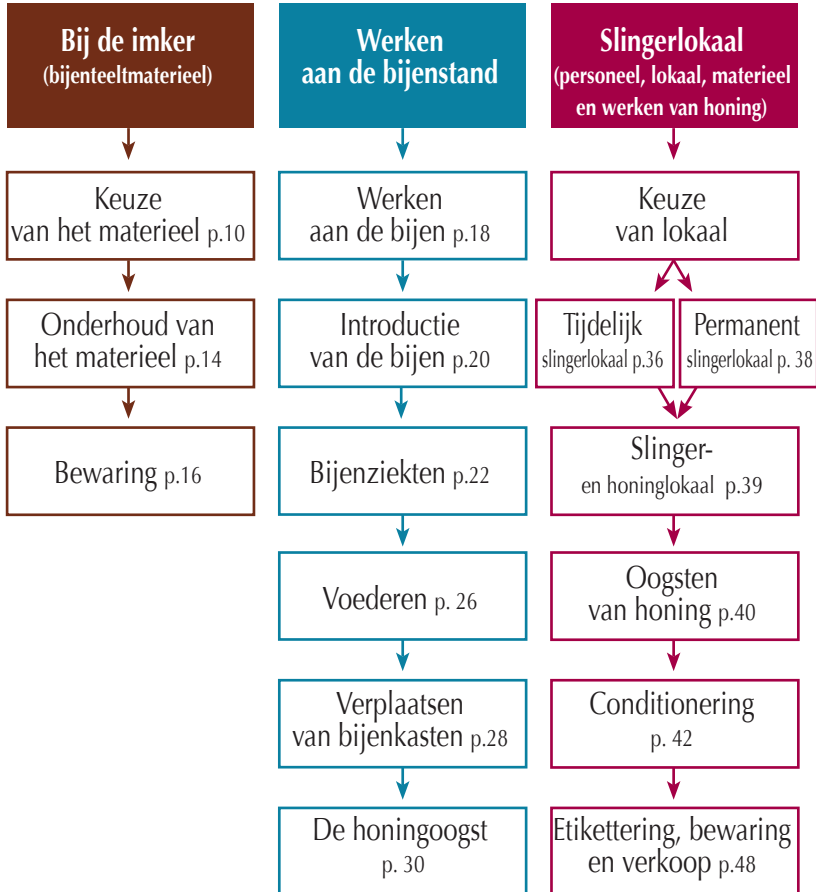 Bij de imker
(bijenteeltmaterieel)
Keuze
van het materieel p.10
Onderhoud van
het materieel p.14
Bewaring p.16
Werken
aan de bijenstand
Werken
aan de bijen p.18
Introductie
van de bijen p.20
Bijenziekten p.22
Voederen p. 26
Verplaatsen
van bijenkasten p.28
De honingoogst
p. 30
Slingerlokaal
(personeel, lokaal, materieel
en werken van honing)
Keuze
van lokaal
Tijdelijk
slingerlokaal p.36
Permanent
slingerlokaal p. 38
Slinger-
en honinglokaal p.39
Oogsten
van honing p.40
Conditionering
p. 42
Etikettering, bewaring
en verkoop p.48